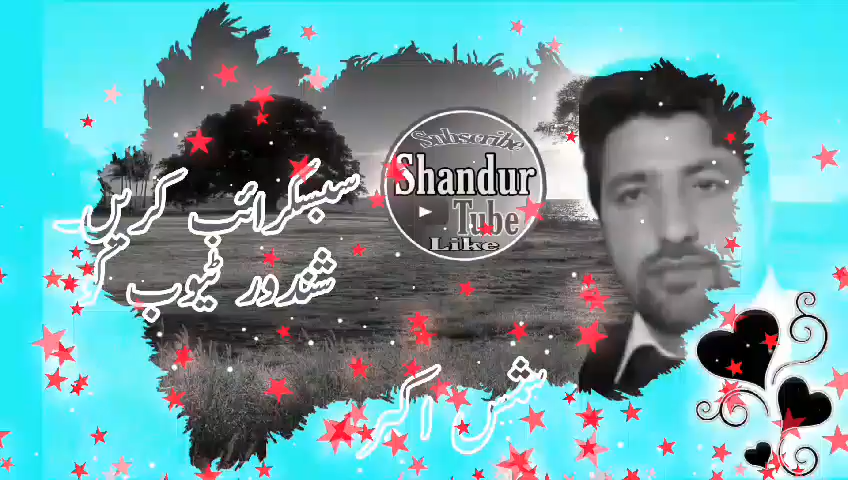 Subscribe
Shandur
Tube
Like
سبسکرائب کریں۔
شندور ٹیوب کو
شمس اکبر